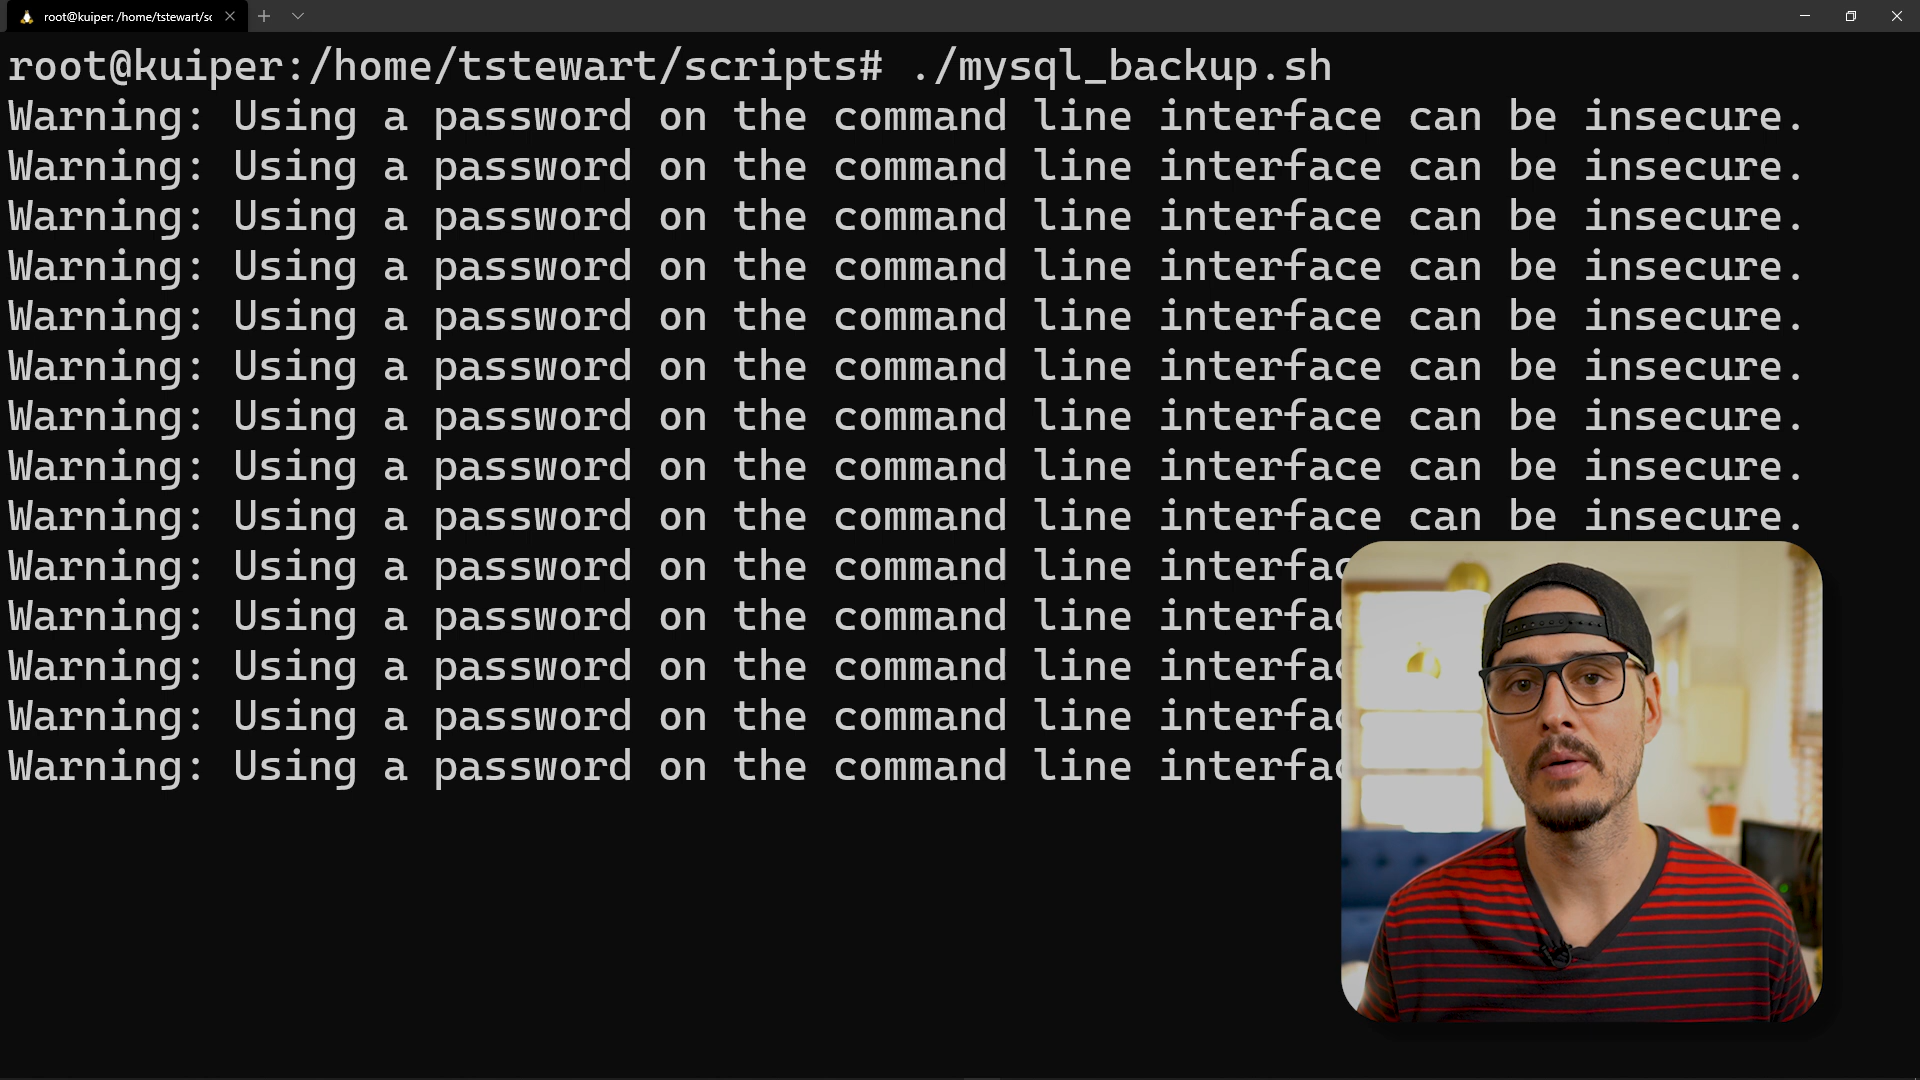 root@kuiper: /home/tstewart/sc
root@kuiper:/home/tstewart/scripts# ./mysql_backup.sh
Warning: Using a password on the command line interface can be insecure.
Warning: Using a password on the command line interface can be insecure.
Warning: Using a password on the command line interface can be insecure.
Warning: Using a password on the command line interface can be insecure.
Warning: Using a password on the command line interface can be insecure.
Warning: Using a password on the command line interface can be insecure.
Warning: Using a password on the command line interface can be insecure.
Warning: Using a password on the command line interface can be insecure.
Warning: Using a password on the command line interface can be insecure.
Warning: Using a password on the command line interfac
Warning: Using a password on the command line interfac
Warning: Using a password on the command line interfac
Warning: Using a password on the command line interfac
Warning: Using a password on the command line interfac